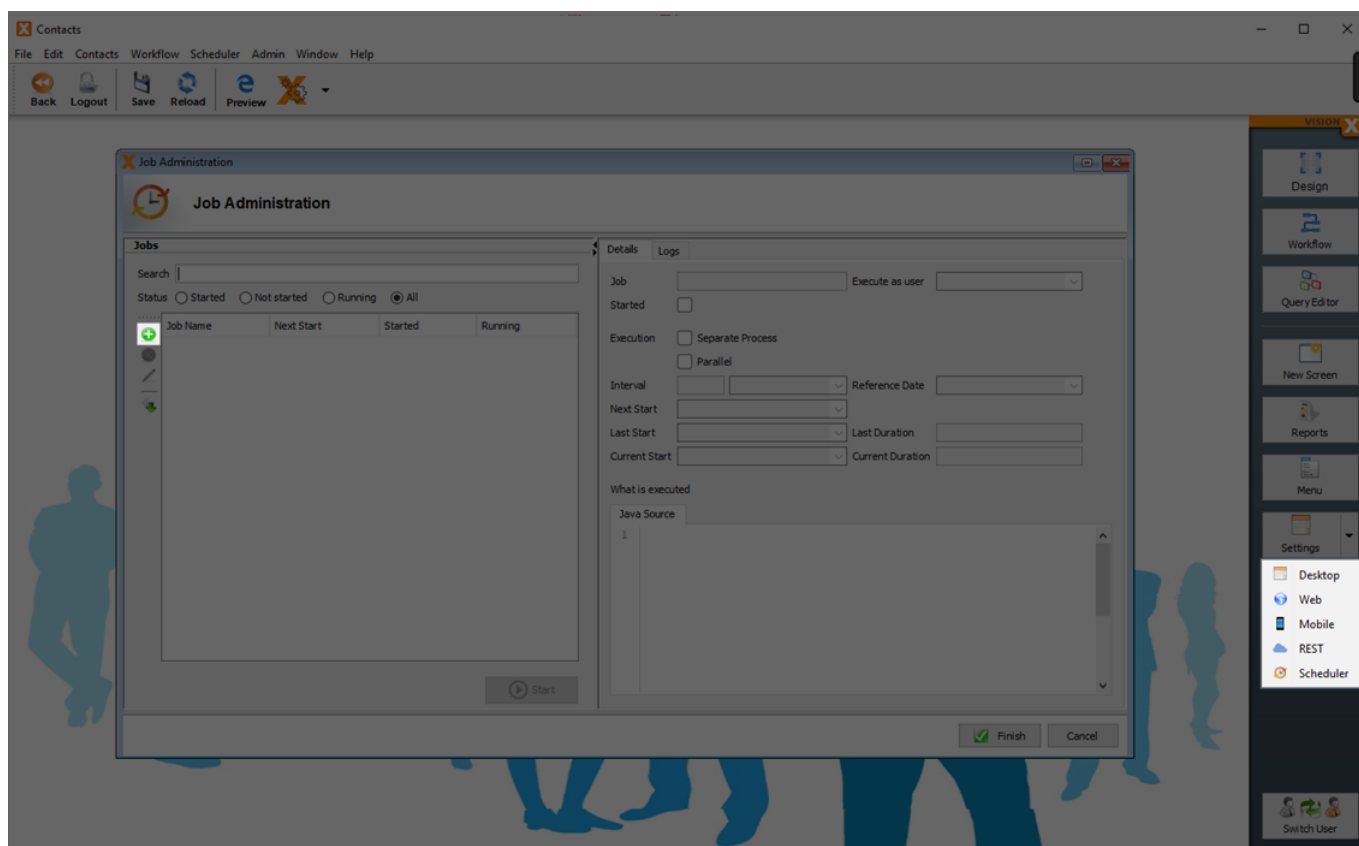 Contacts
File Edit Contacts Workflow Scheduler Admin Window Help
Back Logout Save Reload Preview
VISION X
Job Administration
Job Administration
Jobs
Search
Status Started Not started Running All
Job Name Next Start Started Running
Start
Details Logs
Job Execute as user
Started
Execution Separate Process
Parallel
Interval Reference Date
Next Start
Last Start Last Duration
Current Start Current Duration
What is executed
Java Source
1
Finish Cancel
Design
Workflow
Query Editor
New Screen
Reports
Menu
Settings
Desktop
Web
Mobile
REST
Scheduler
Switch User